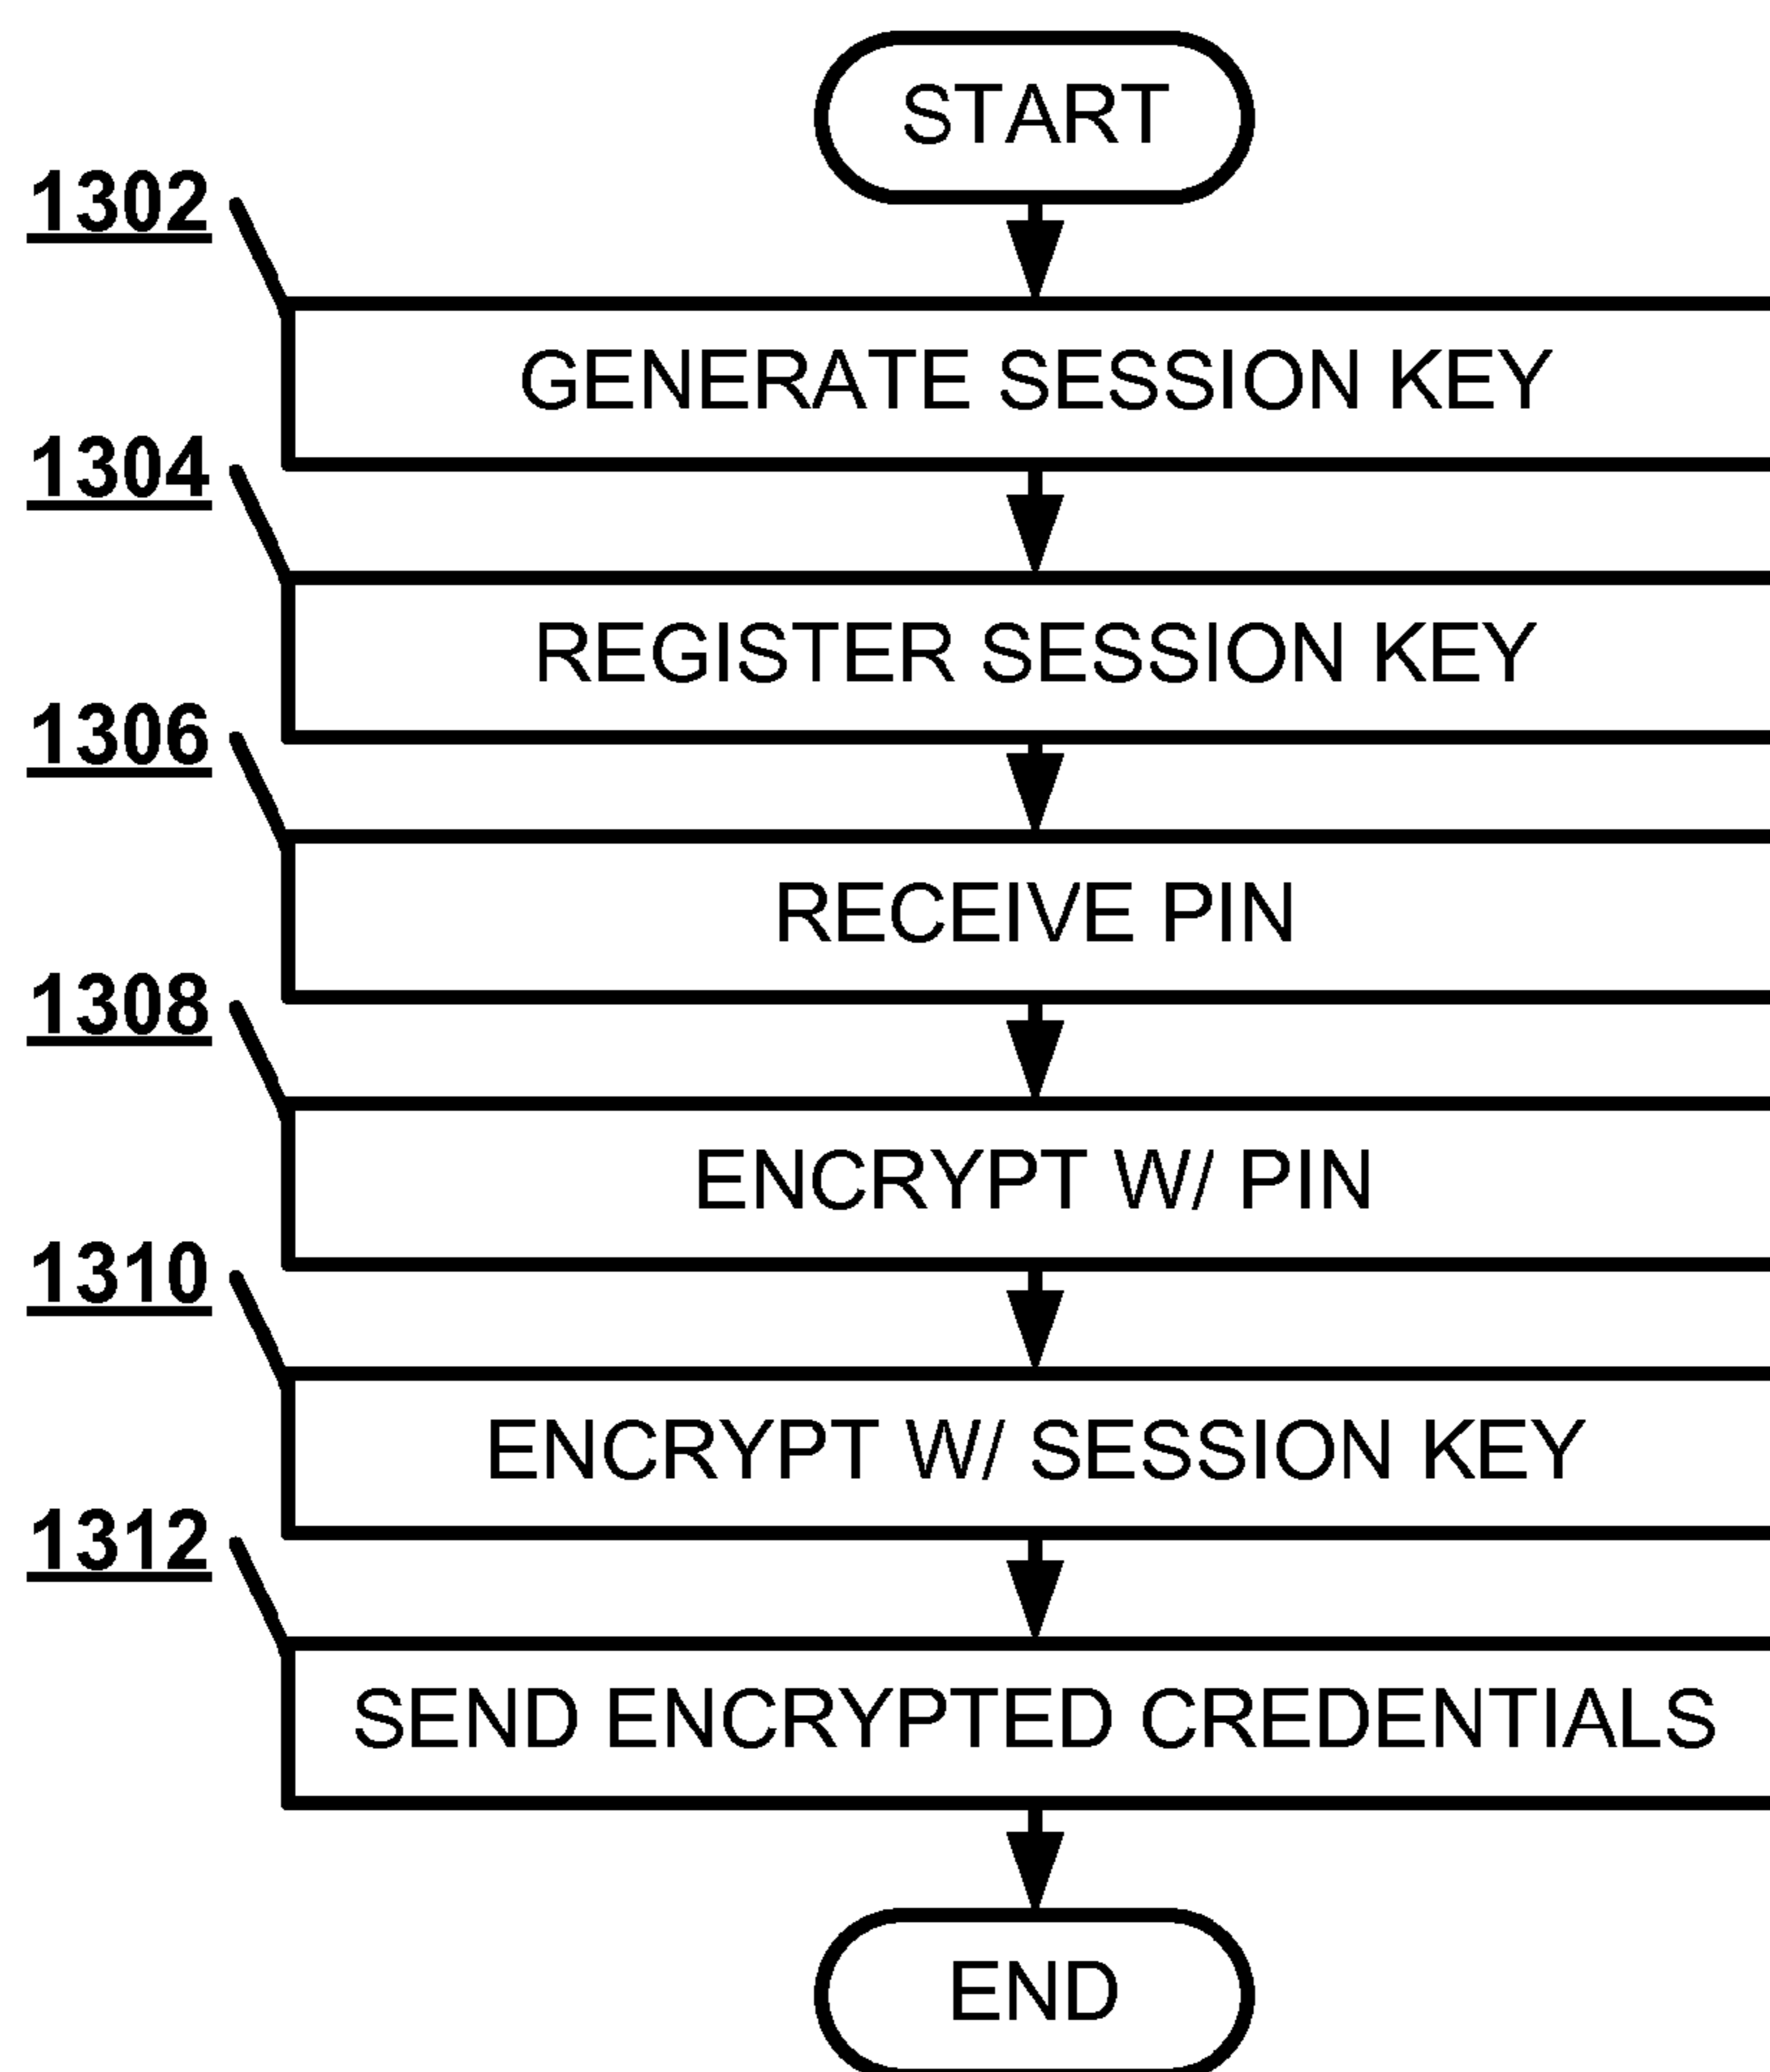 START
1302
GENERATE SESSION KEY
1304
REGISTER SESSION KEY
1306
RECEIVE PIN
1308
ENCRYPT W/ PIN
1310
ENCRYPT W/ SESSION KEY
1312
SEND ENCRYPTED CREDENTIALS
END